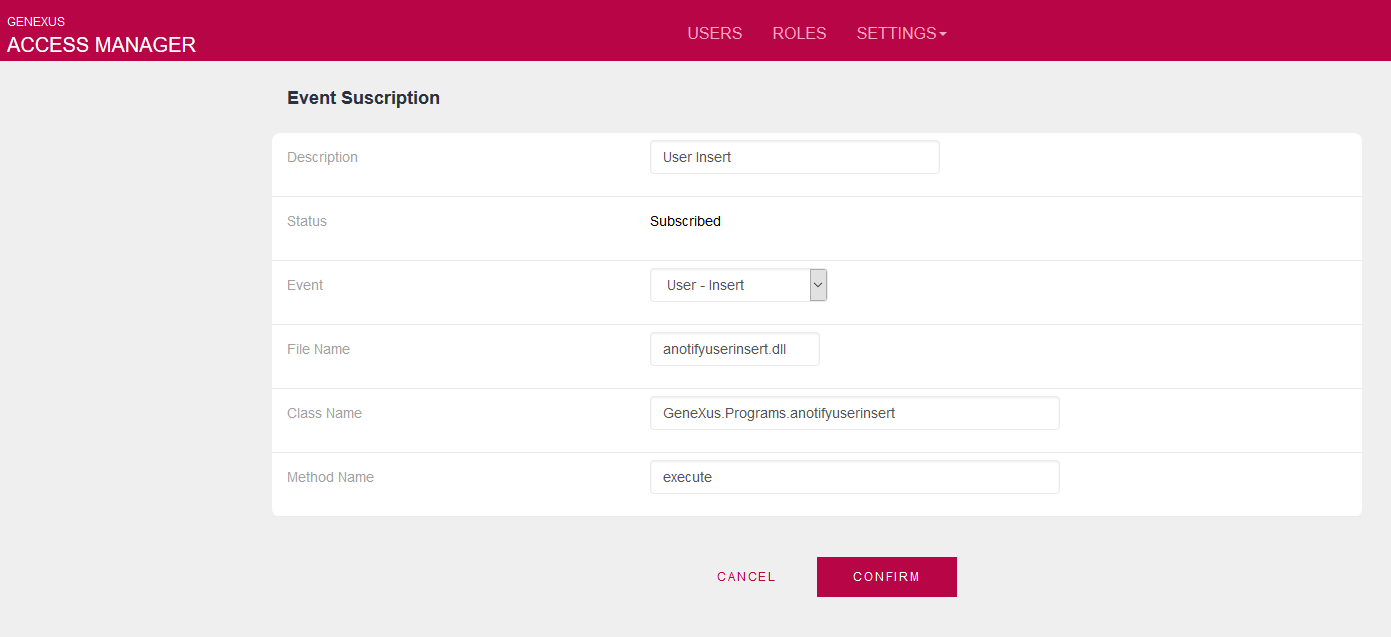 GENEXUS
ACCESS MANAGER
USERS ROLES SETTINGS
Event Suscription
Description User Insert
Status Subscribed
Event User - Insert
File Name anotifyuserinsert.dll
Class Name GeneXus.Programs.anotifyuserinsert
Method Name execute
CANCEL CONFIRM